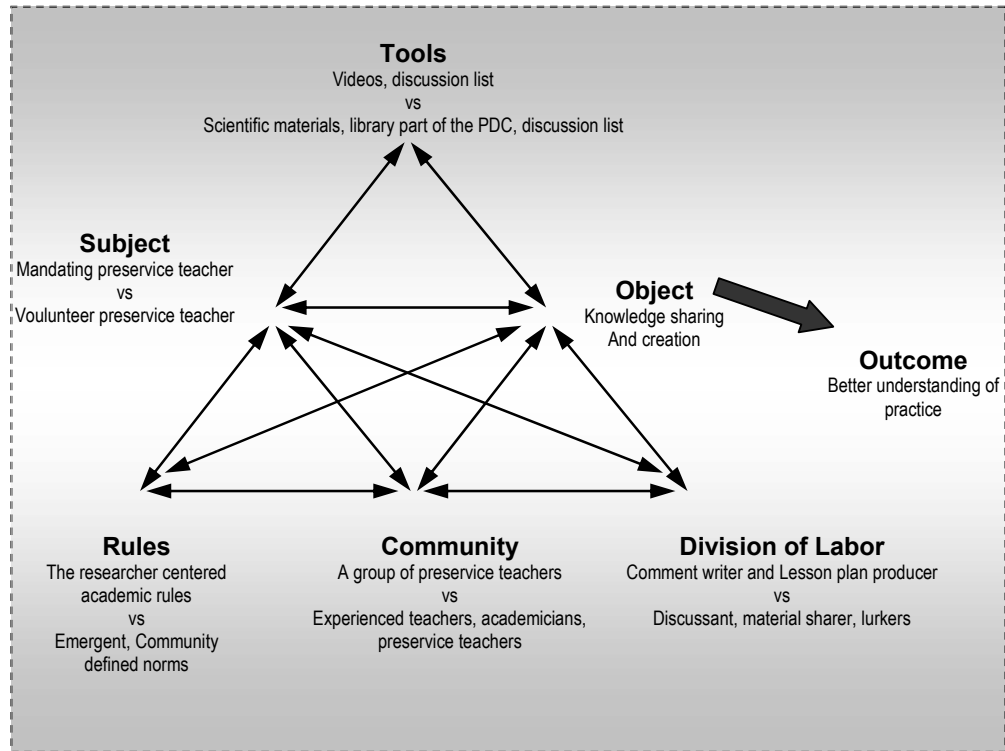 Tools
Videos, discussion list
vs
Scientific materials, library part of the PDC, discussion list
Subject
Mandating preservice teacher
vs
Voulunteer preservice teacher
Object
Knowledge sharing
And creation
Outcome
Better understanding of
practice
Rules
The researcher centered
academic rules
vs
Emergent, Community
defined norms
Community
A group of preservice teachers
vs
Experienced teachers, academicians,
preservice teachers
Division of Labor
Comment writer and Lesson plan producer
vs
Discussant, material sharer, lurkers